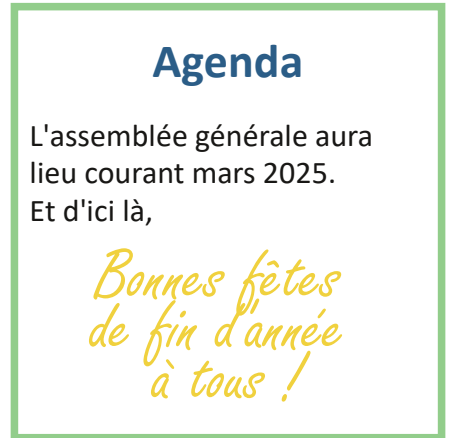 Agenda
L'assemblée générale aura
lieu courant mars 2025.
Et d'ici là,
Bonnes fêtes
de fin d'année
à tous !